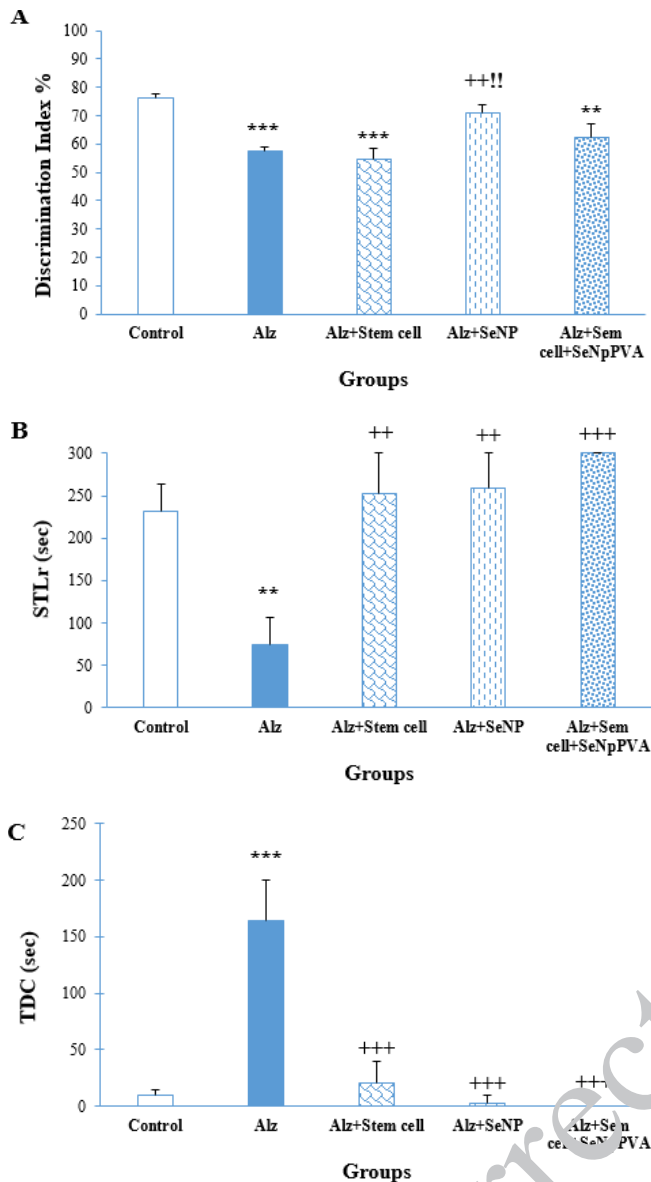 A
Discrimination Index %
90
80
70
60
50
40
30
20
10
0
***
***
++!!
**
Control
Alz
Alz+Stem cell
Alz+SeNP
Alz+Sem
cell+SeNpPVA
Groups
B
STLr (sec)
300
250
200
150
100
50
0
**
++
++
+++
Control
Alz
Alz+Stem cell
Alz+SeNP
Alz+Sem
cell+SeNpPVA
Groups
C
TDC (sec)
250
200
150
100
50
0
***
+++
+++
+++
Control
Alz
Alz+Stem cell
Alz+SeNP
Alz+Sem
Groups